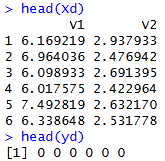 > head(xd)
v1 v2
1 6.169219 2.937933
2 6.964036 2.476942
3 6.098933 2.691395
4 6.017575 2.422964
5 7.492819 2.632170
6 6.338648 2.531778
> head(yd)
[1] 0 0 0 0 0 0